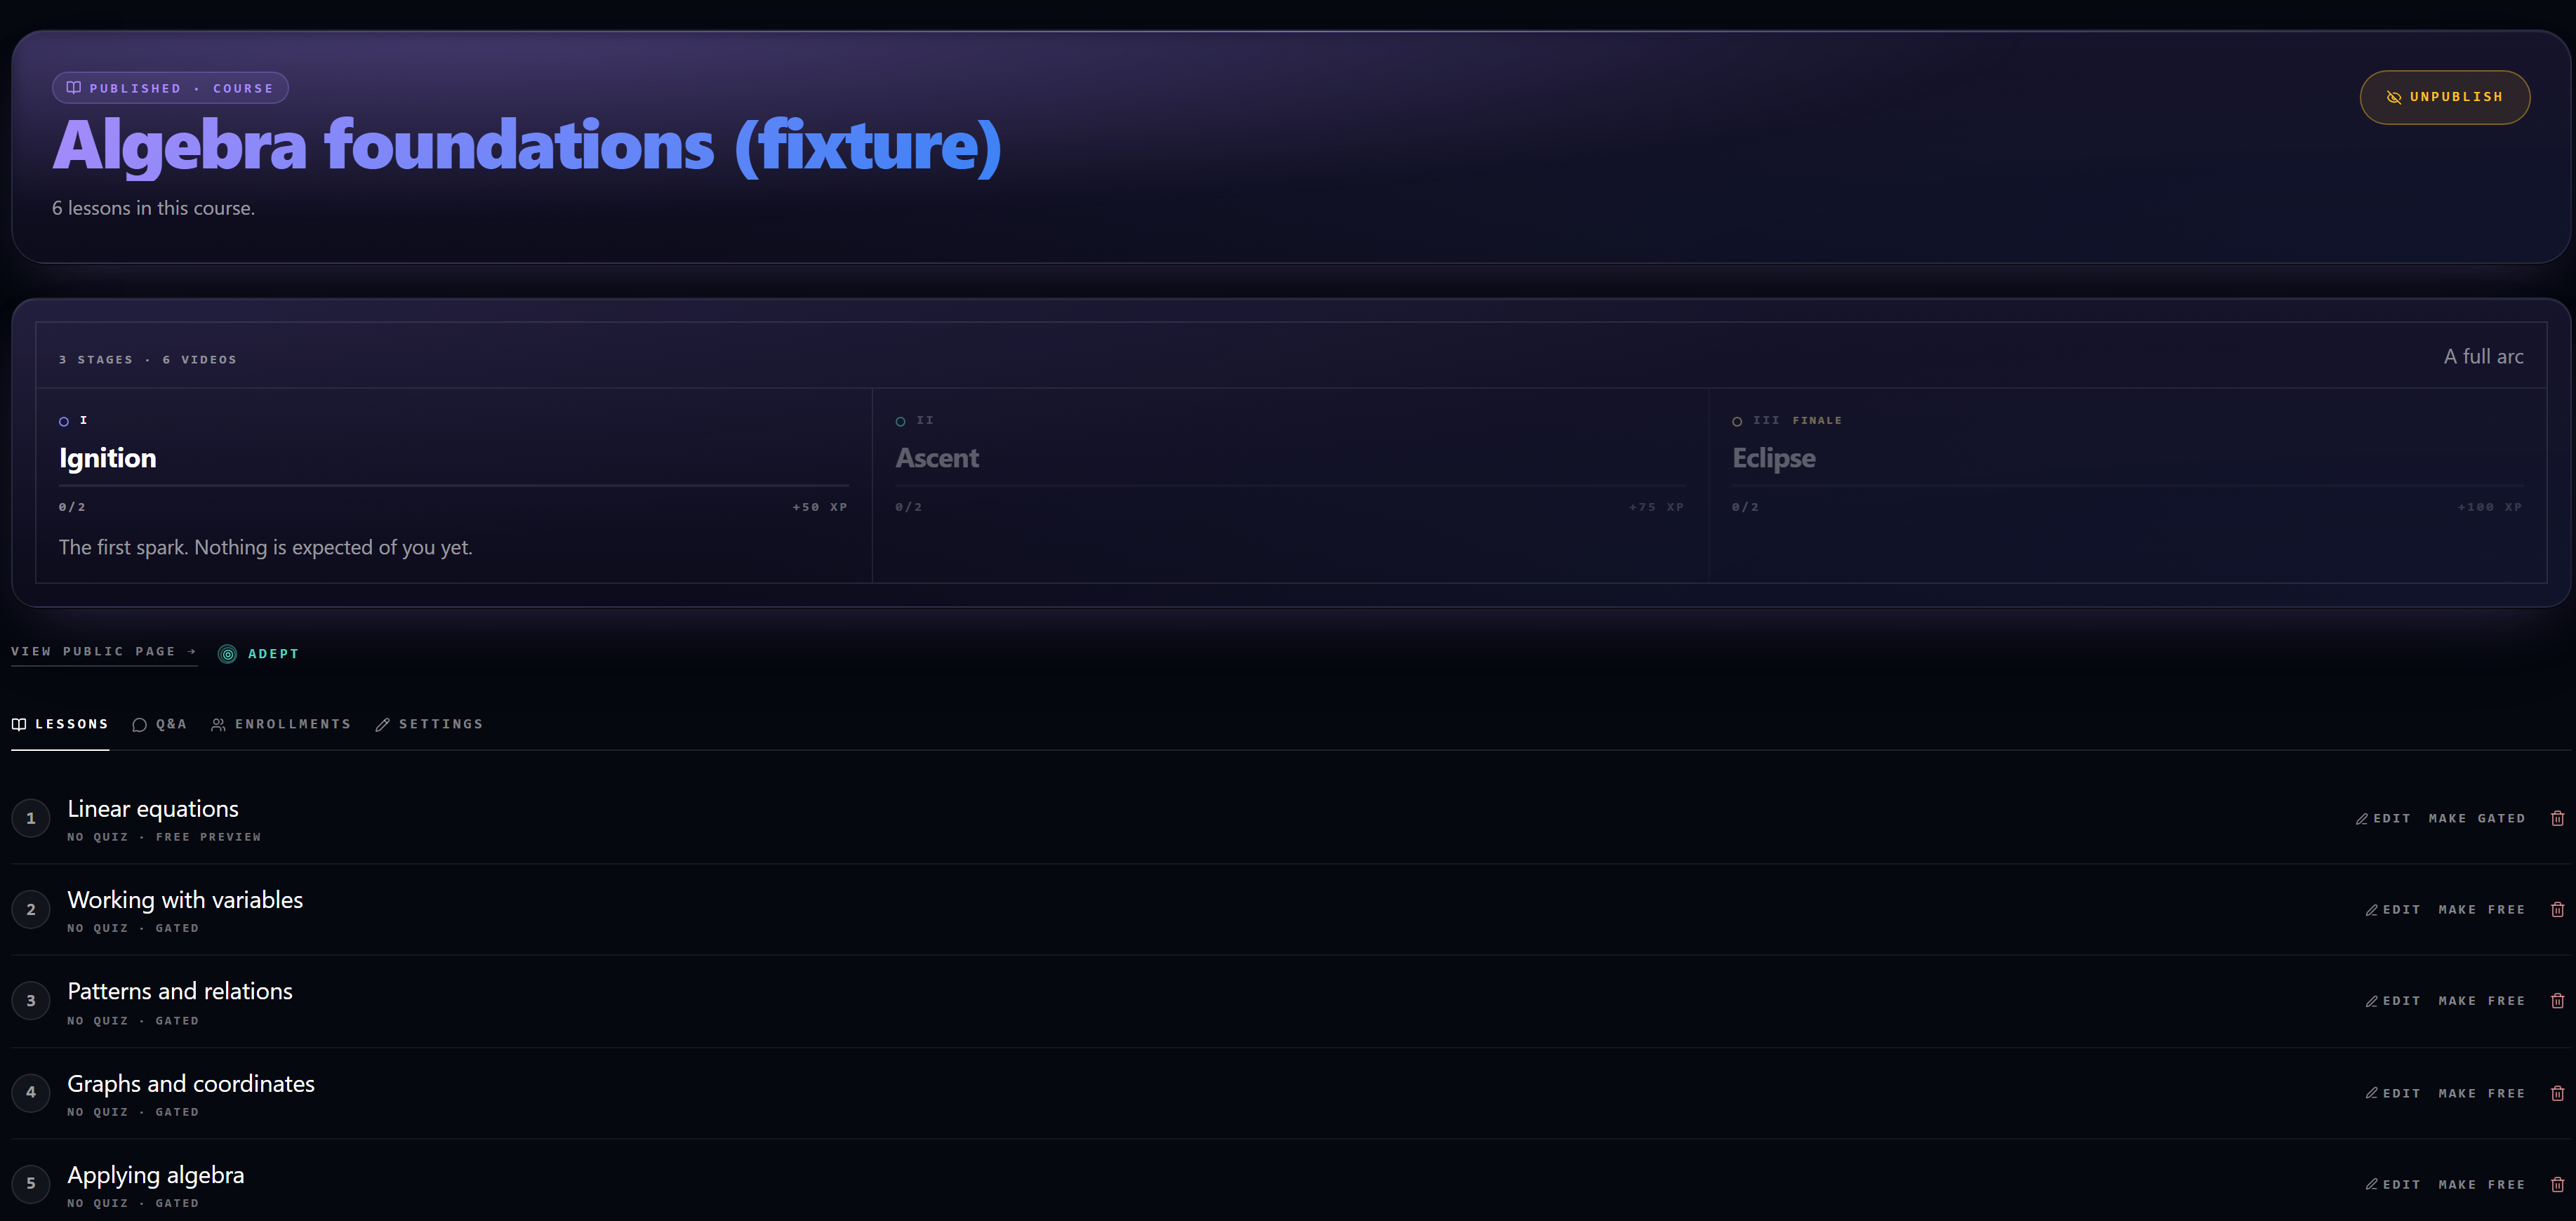 PUBLISHED · COURSE
UNPUBLISH
Algebra foundations (fixture)
6 lessons in this course.
3 STAGES · 6 VIDEOS
A full arc
I
II
III FINALE
Ignition
Ascent
Eclipse
0/2 +50 XP
0/2 +75 XP
0/2 +100 XP
The first spark. Nothing is expected of you yet.
VIEW PUBLIC PAGE →
ADEPT
LESSONS
Q&A
ENROLLMENTS
SETTINGS
1 Linear equations
NO QUIZ · FREE PREVIEW
EDIT MAKE GATED
2 Working with variables
NO QUIZ · GATED
EDIT MAKE FREE
3 Patterns and relations
NO QUIZ · GATED
EDIT MAKE FREE
4 Graphs and coordinates
NO QUIZ · GATED
EDIT MAKE FREE
5 Applying algebra
NO QUIZ · GATED
EDIT MAKE FREE